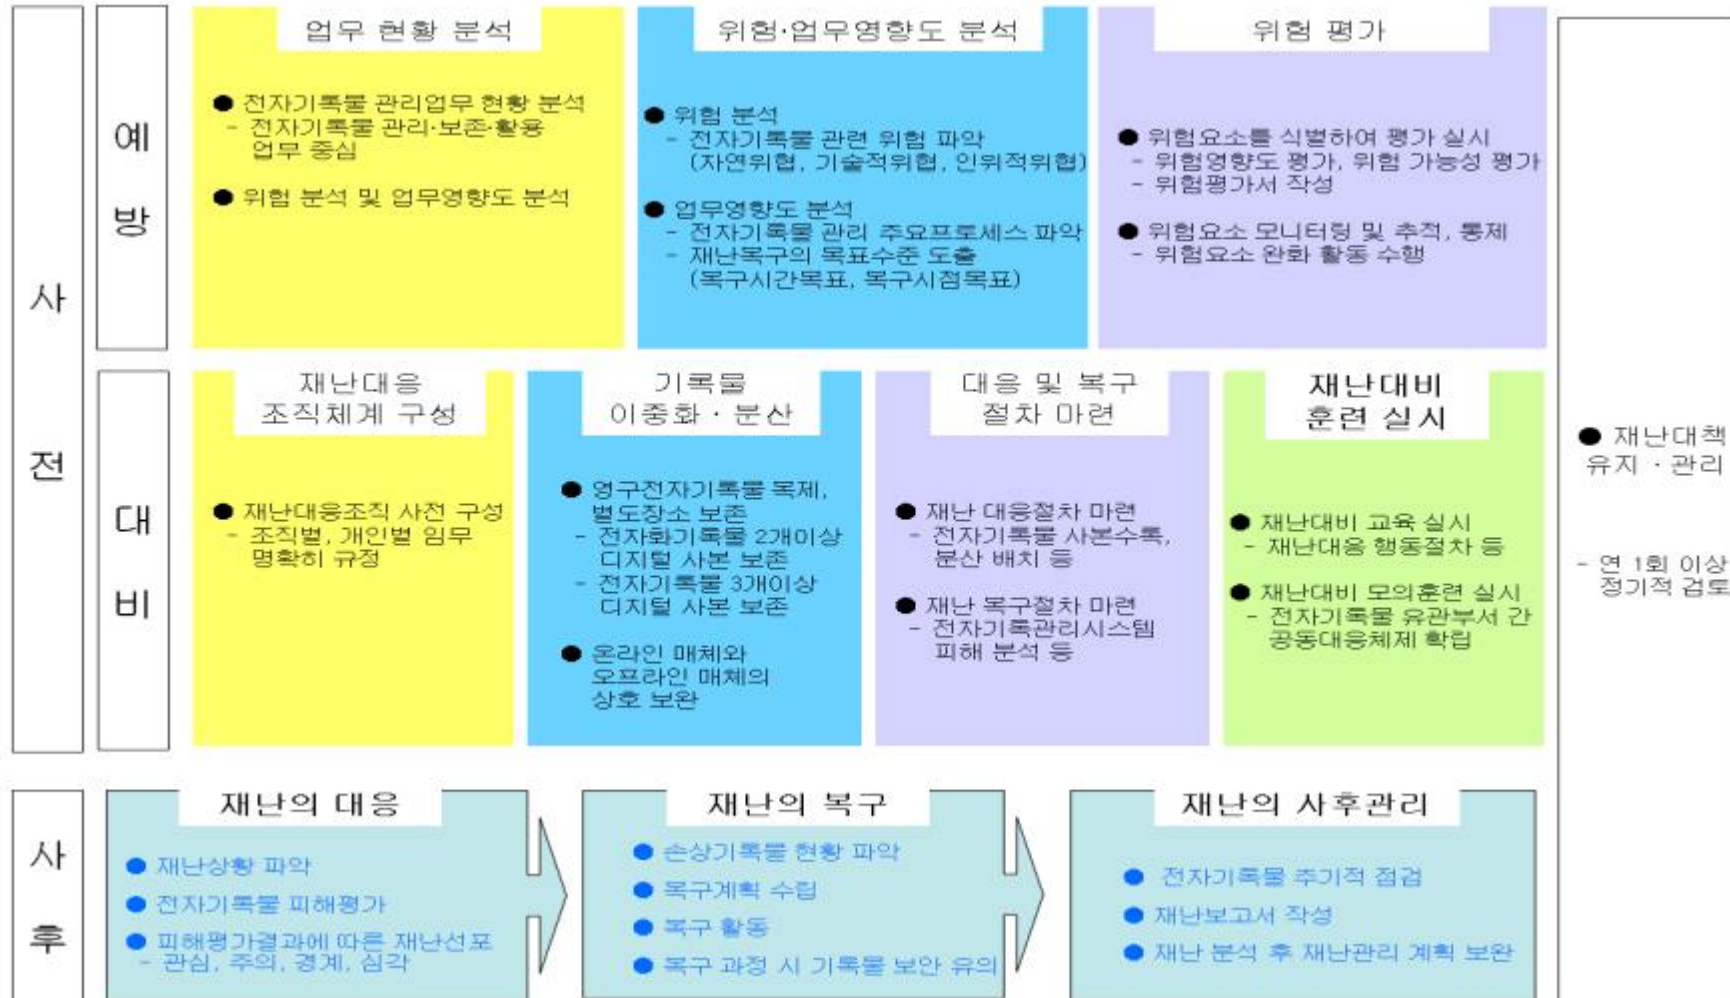 사
전
예
방
업무 현황 분석
● 전자기록물 관리업무 현황 분석
- 전자기록물 관리·보존·활용
업무 중심
● 위험 분석 및 업무영향도 분석
위험·업무영향도 분석
● 위험 분석
- 전자기록물 관련 위험 파악
(자연위협, 기술적위협, 인위적위협)
● 업무영향도 분석
- 전자기록물 관리 주요프로세스 파악
- 재난복구의 목표수준 도출
(복구시간목표, 복구시점목표)
위험 평가
● 위험요소를 식별하여 평가 실시
- 위험영향도 평가, 위험 가능성 평가
- 위험평가서 작성
● 위험요소 모니터링 및 추적, 통제
- 위험요소 완화 활동 수행
대
비
재난대응
조직체계 구성
● 재난대응조직 사전 구성
- 조직별, 개인별 임무
명확히 규정
기록물
이중화 · 분산
● 영구전자기록물 복제,
별도장소 보존
- 전자화기록물 2개이상
디지털 사본 보존
- 전자기록물 3개이상
디지털 사본 보존
● 온라인 매체와
오프라인 매체의
상호 보완
대응 및 복구
절차 마련
● 재난 대응절차 마련
- 전자기록물 사본수록,
분산 배치 등
● 재난 복구절차 마련
- 전자기록관리시스템
피해 분석 등
재난대비
훈련 실시
● 재난대비 교육 실시
- 재난대응 행동절차 등
● 재난대비 모의훈련 실시
- 전자기록물 유관부서 간
공동대응체제 확립
● 재난대책
유지 · 관리
- 연 1회 이상
정기적 검토
사
후
재난의 대응
● 재난상황 파악
● 전자기록물 피해평가
● 피해평가결과에 따른 재난선포
- 관심, 주의, 경계, 심각
재난의 복구
● 손상기록물 현황 파악
● 복구계획 수립
● 복구 활동
● 복구 과정 시 기록물 보안 유의
재난의 사후관리
● 전자기록물 주기적 점검
● 재난보고서 작성
● 재난 분석 후 재난관리 계획 보완